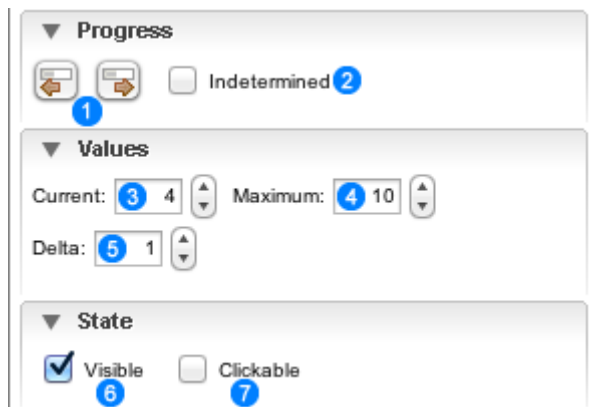 Progress
1 Indetermined 2
Values
Current: 3 4 Maximum: 4 10
Delta: 5 1
State
Visible Clickable
6 7